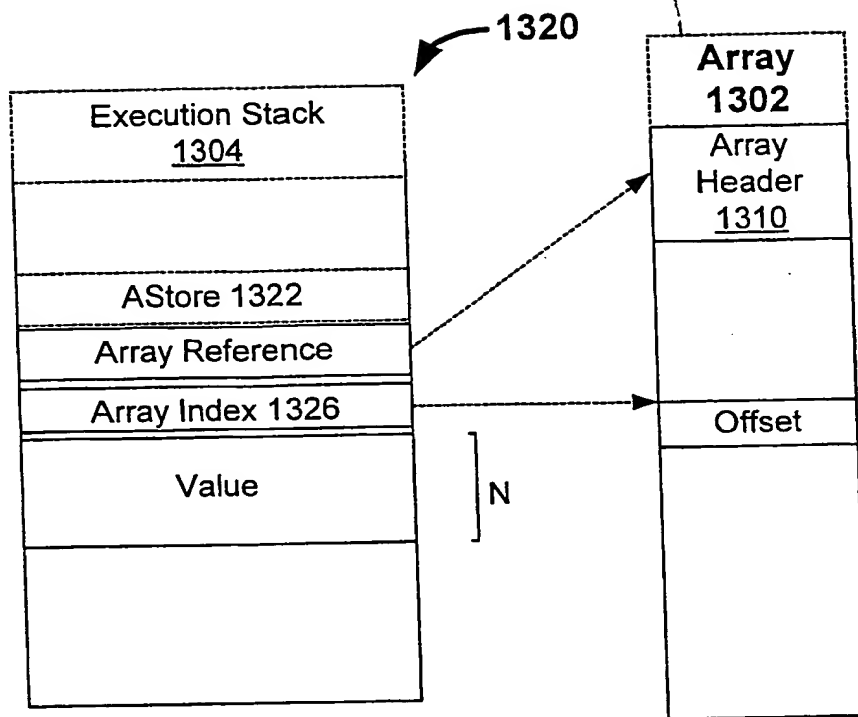 1320
Execution Stack
1304
AStore 1322
Array Reference
Array Index 1326
Value
N
Array
1302
Array
Header
1310
Offset